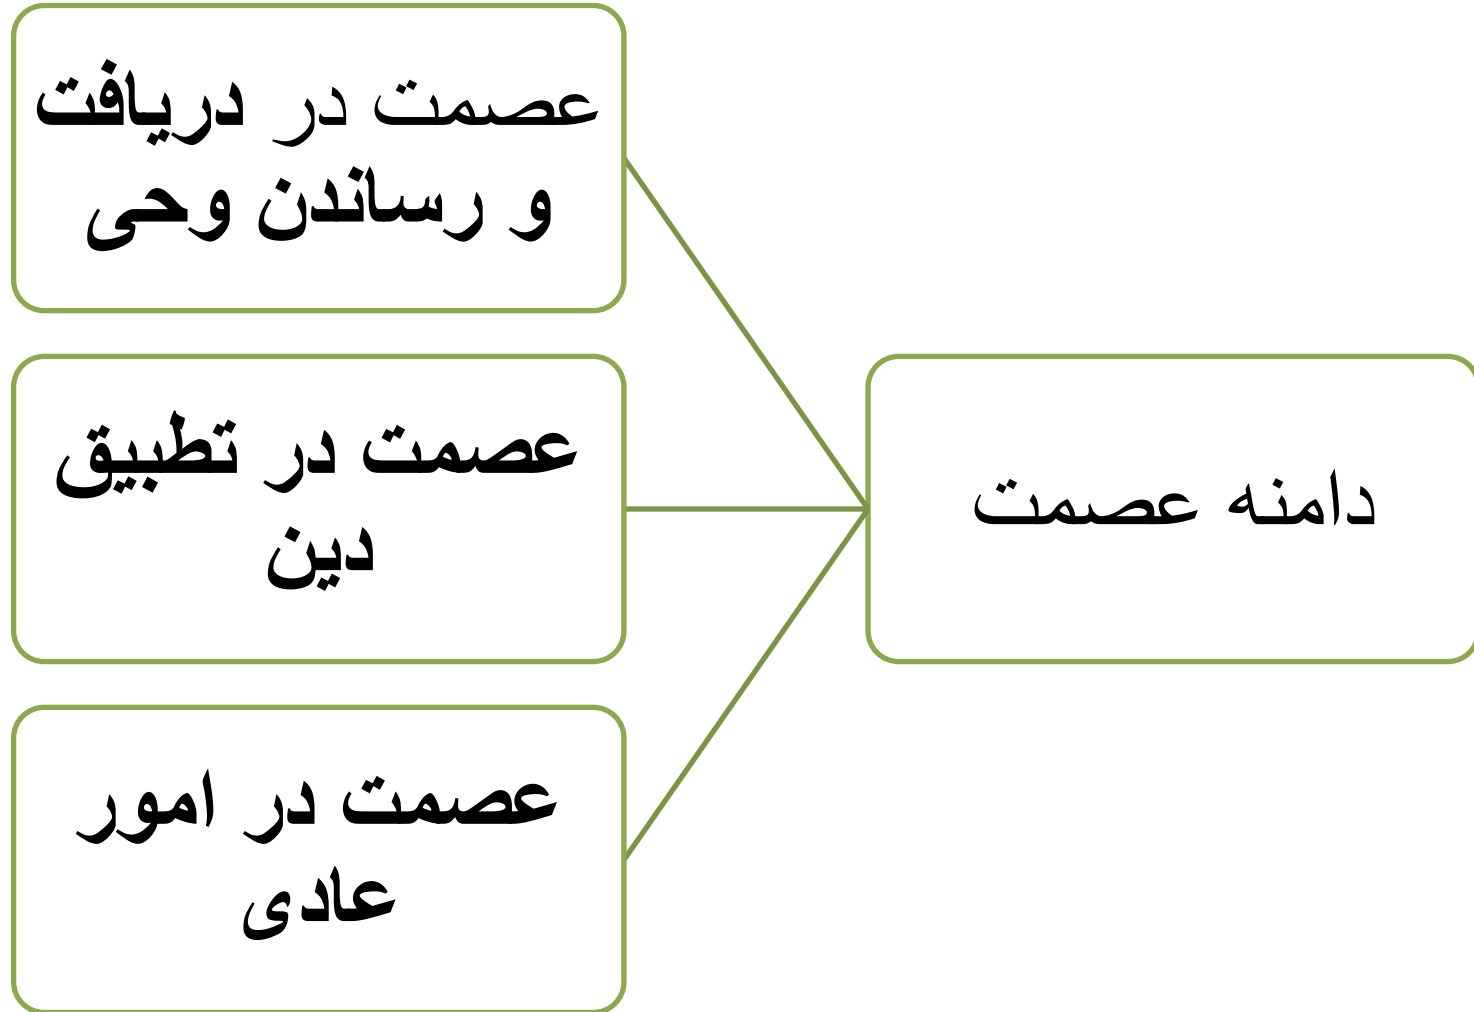 دامنه عصمت
عصمت در دریافت
و رساندن وحی
عصمت در تطبیق
دین
عصمت در امور
عادی